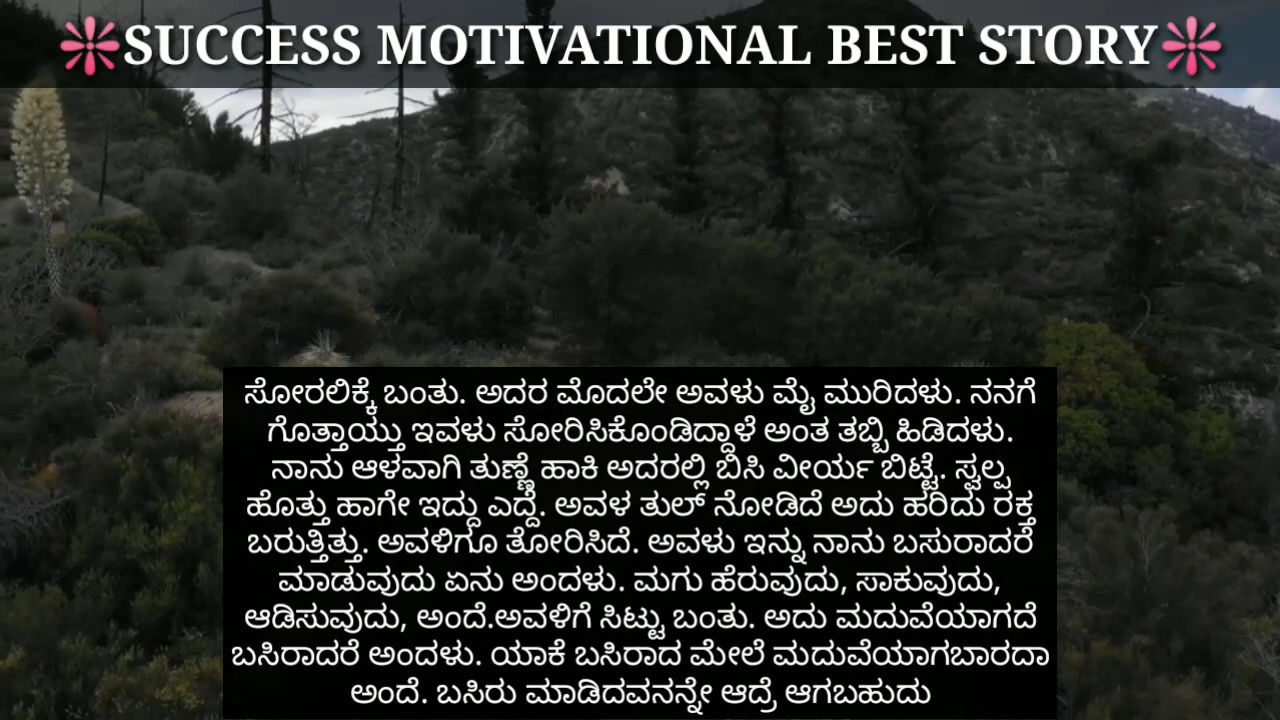 ❇SUCCESS MOTIVATIONAL BEST STORY❇
ಸೋರಲಿಕ್ಕೆ ಬಂತು. ಅದರ ಮೊದಲೇ ಅವಳು ಮೈ ಮುರಿದಳು. ನನಗೆ
ಗೊತ್ತಾಯ್ತು ಇವಳು ಸೋರಿಸಿಕೊಂಡಿದ್ದಾಳೆ ಅಂತ ತಬ್ಬಿ ಹಿಡಿದಳು.
ನಾನು ಆಳವಾಗಿ ತುಣ್ಣೆ ಹಾಕಿ ಅದರಲ್ಲಿ ಬಿಸಿ ವೀರ್ಯ ಬಿಟ್ಟೆ. ಸ್ವಲ್ಪ
ಹೊತ್ತು ಹಾಗೇ ಇದ್ದು ಎದ್ದೆ. ಅವಳ ತುಲ್ ನೋಡಿದೆ ಅದು ಹರಿದು ರಕ್ತ
ಬರುತ್ತಿತ್ತು. ಅವಳಿಗೂ ತೋರಿಸಿದೆ. ಅವಳು ಇನ್ನು ನಾನು ಬಸುರಾದರೆ
ಮಾಡುವುದು ಏನು ಅಂದಳು. ಮಗು ಹೆರುವುದು, ಸಾಕುವುದು,
ಆಡಿಸುವುದು, ಅಂದೆ.ಅವಳಿಗೆ ಸಿಟ್ಟು ಬಂತು. ಅದು ಮದುವೆಯಾಗದೆ
ಬಸಿರಾದರೆ ಅಂದಳು. ಯಾಕೆ ಬಸಿರಾದ ಮೇಲೆ ಮದುವೆಯಾಗಬಾರದಾ
ಅಂದೆ. ಬಸಿರು ಮಾಡಿದವನನ್ನೇ ಆದ್ರೆ ಆಗಬಹುದು